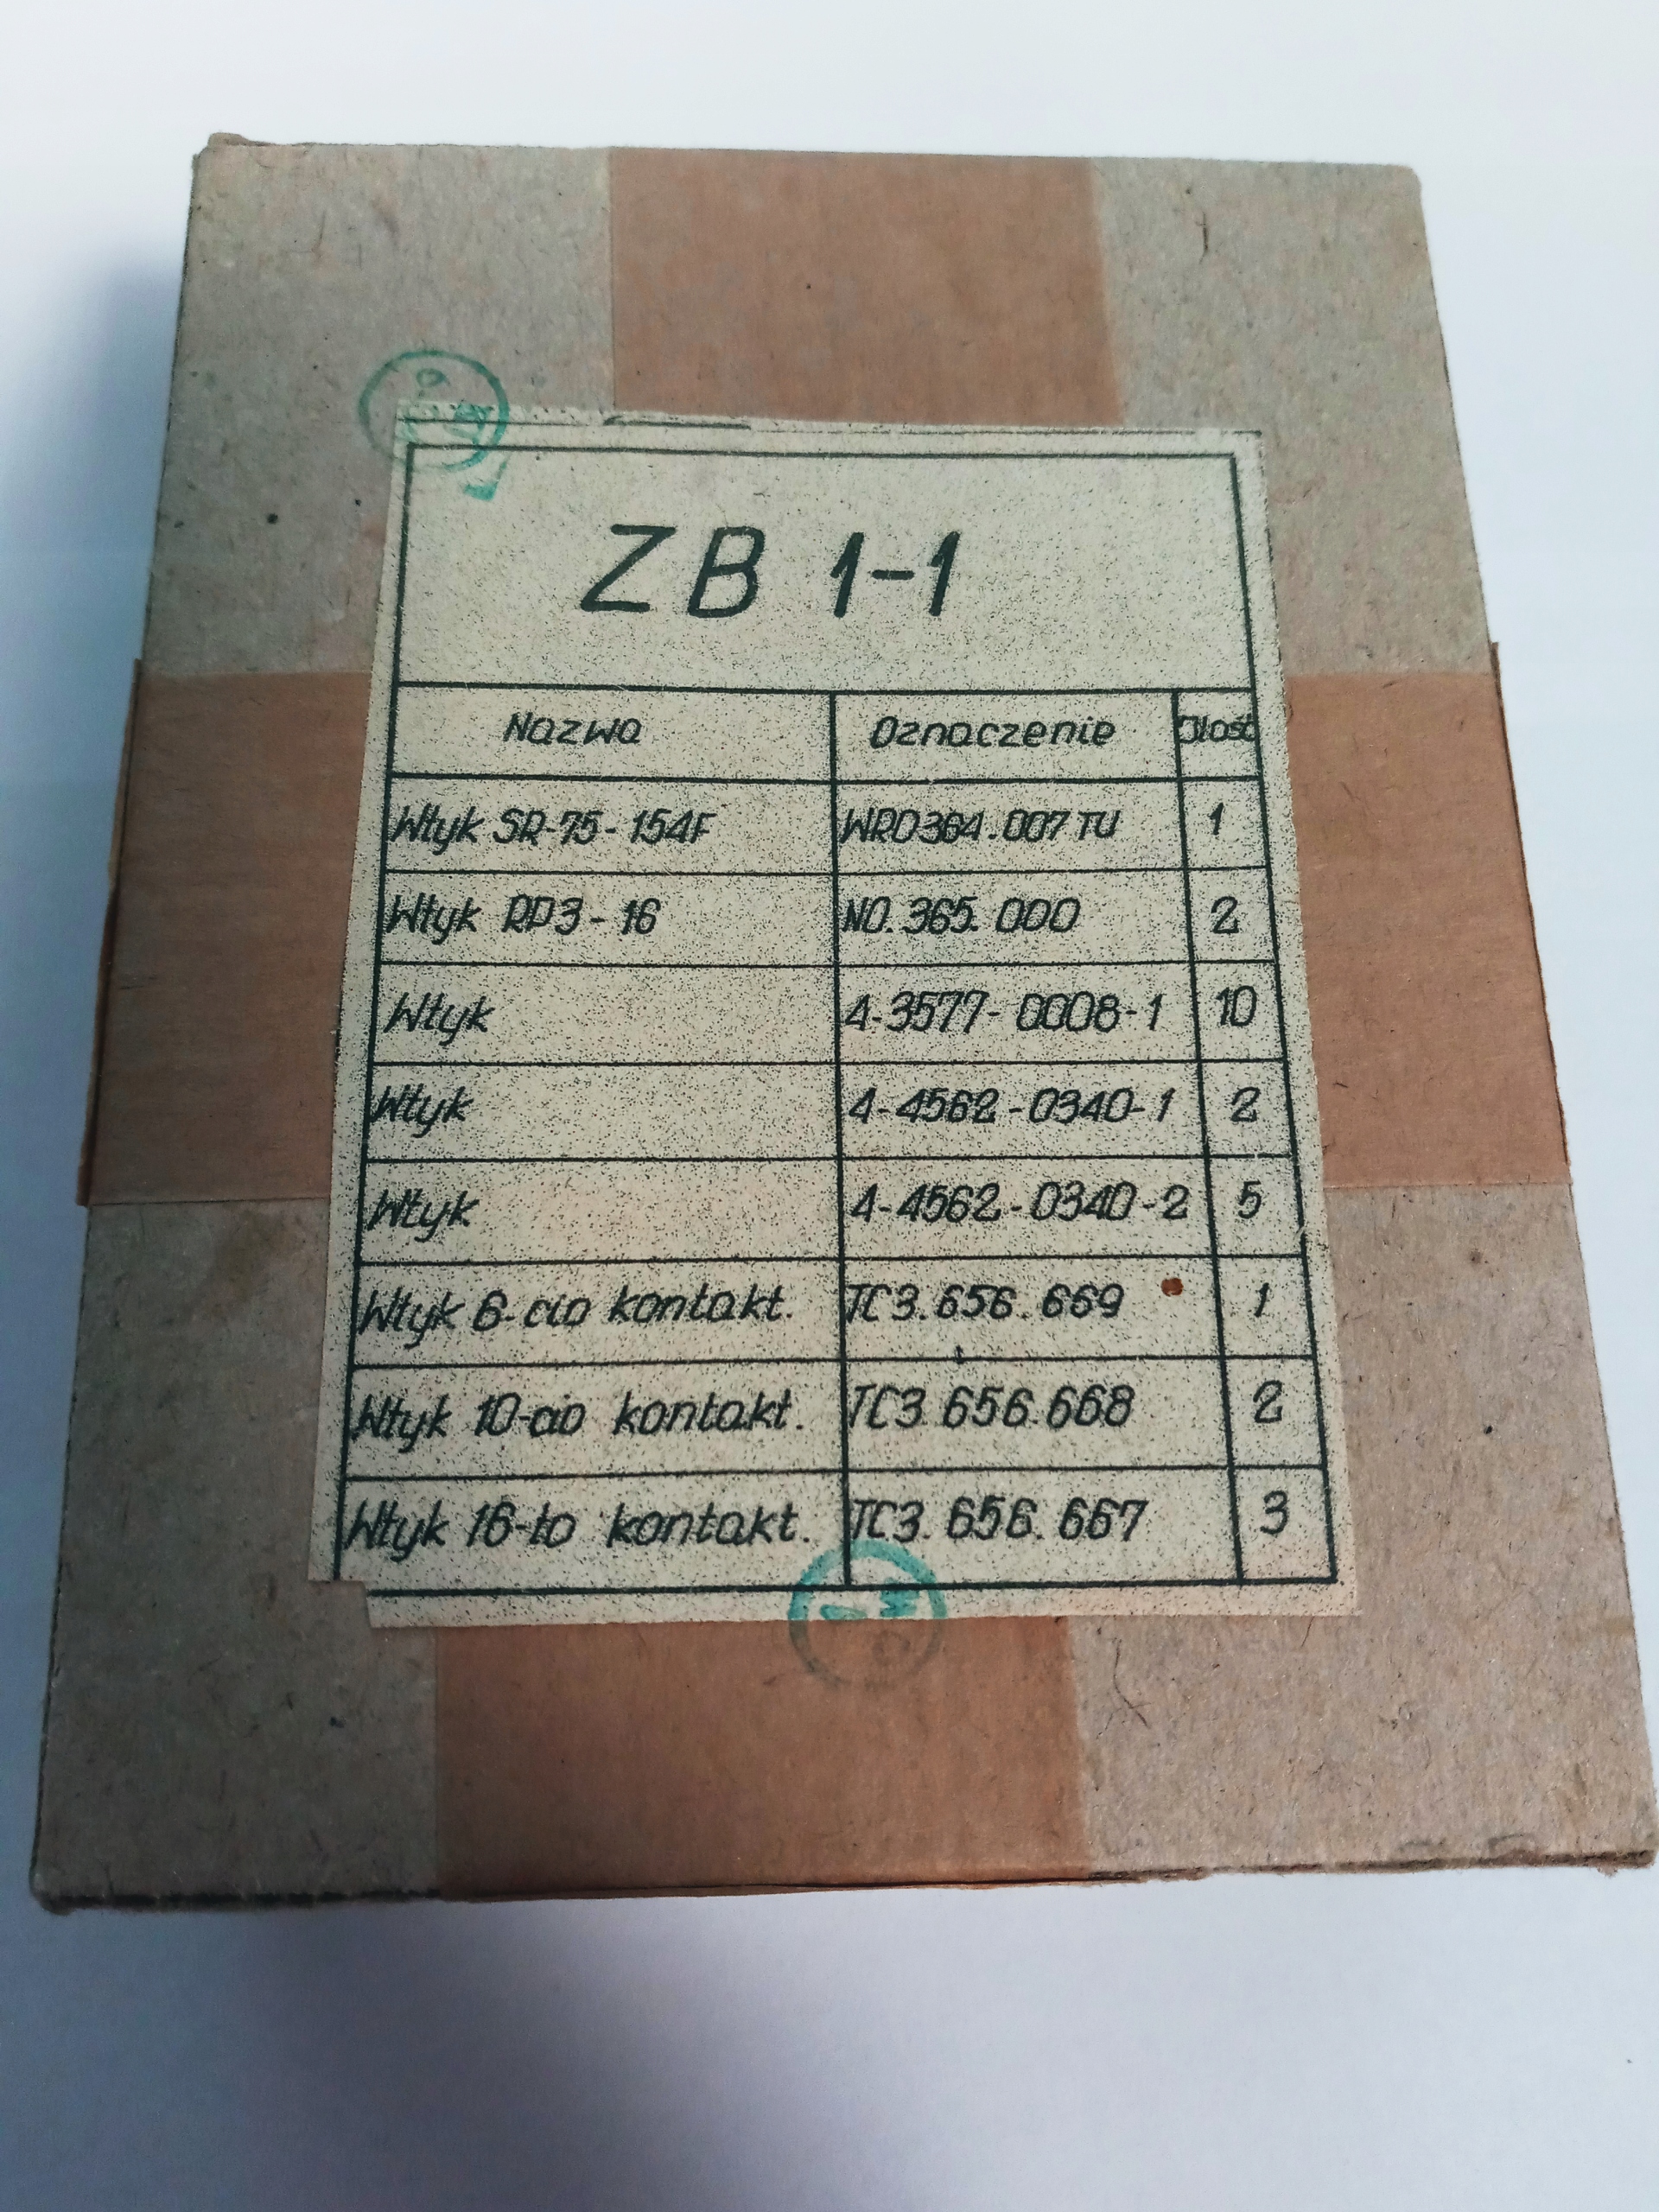 ZB 1-1
Nazwa Oznaczenie Ilość
Wtyk SR-75-154F WRO364.007 TU 1
Wtyk RP3-16 NO.365.000 2
Wtyk 4-3577-0008-1 10
Wtyk 4-4562-0340-1 2
Wtyk 4-4562-0340-2 5
Wtyk 6-cio kontakt. TC3.656.669 1
Wtyk 10-cio kontakt. TC3.656.668 2
Wtyk 16-to kontakt. TC3.656.667 3